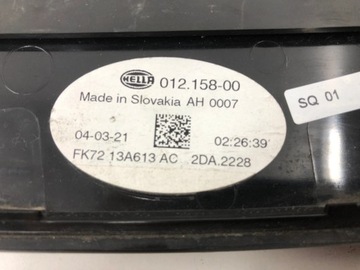 HELLA 012.158-00
Made in Slovakia AH 0007
04-03-21 02:26:39
FK72 13A613 AC 2DA.2228
SQ 01